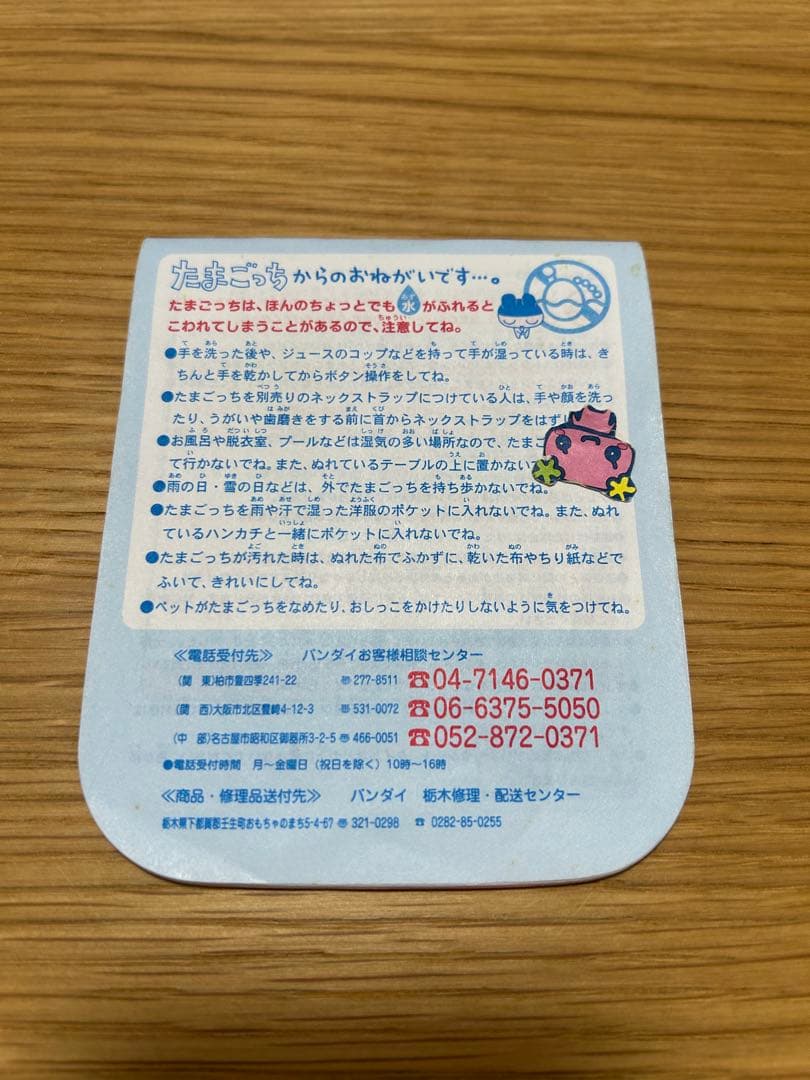 たまごっちからのおねがいです…。
たまごっちは、ほんのちょっとでも水がふれると
こわれてしまうことがあるので、注意してね。
●手を洗った後や、ジュースのコップなどを持って手が湿っている時は、き
ちんと手を乾かしてからボタン操作をしてね。
●たまごっちを別売りのネックストラップにつけている人は、手や顔を洗っ
たり、うがいや歯磨きをする前に首からネックストラップをはず
●お風呂や脱衣室、プールなどは湿気の多い場所なので、たまご
て行かないでね。また、ぬれているテーブルの上に置かない
●雨の日・雪の日などは、外でたまごっちを持ち歩かないでね。
●たまごっちを雨や汗で湿った洋服のポケットに入れないでね。また、ぬれ
ているハンカチと一緒にポケットに入れないでね。
●たまごっちが汚れた時は、ぬれた布でふかずに、乾いた布やちり紙などで
ふいて、きれいにしてね。
●ペットがたまごっちをなめたり、おしっこをかけたりしないように気をつけてね。
≪電話受付先≫ バンダイお客様相談センター
(関 東)柏市豊四季241-22 〠277-8511 ☎04-7146-0371
(関 西)大阪市北区豊崎4-12-3 〠531-0072 ☎06-6375-5050
(中 部)名古屋市昭和区御器所3-2-5 〠466-0051 ☎052-872-0371
●電話受付時間 月～金曜日（祝日を除く）10時～16時
≪商品・修理品送付先≫ バンダイ 栃木修理・配送センター
栃木県下都賀郡壬生町おもちゃのまち5-4-67 〠321-0298 ☎ 0282-85-0255